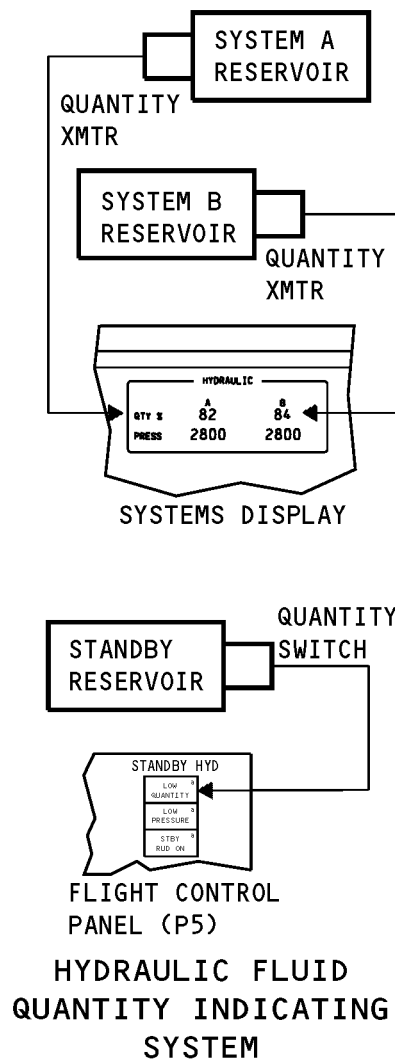 SYSTEM A
RESERVOIR
QUANTITY
XMTR
SYSTEM B
RESERVOIR
QUANTITY
XMTR
HYDRAULIC
A B
QTY % 82 84
PRESS 2800 2800
SYSTEMS DISPLAY
QUANTITY
SWITCH
STANDBY
RESERVOIR
STANDBY HYD
LOW a
QUANTITY
LOW a
PRESSURE
STBY a
RUD ON
FLIGHT CONTROL
PANEL (P5)
HYDRAULIC FLUID
QUANTITY INDICATING
SYSTEM